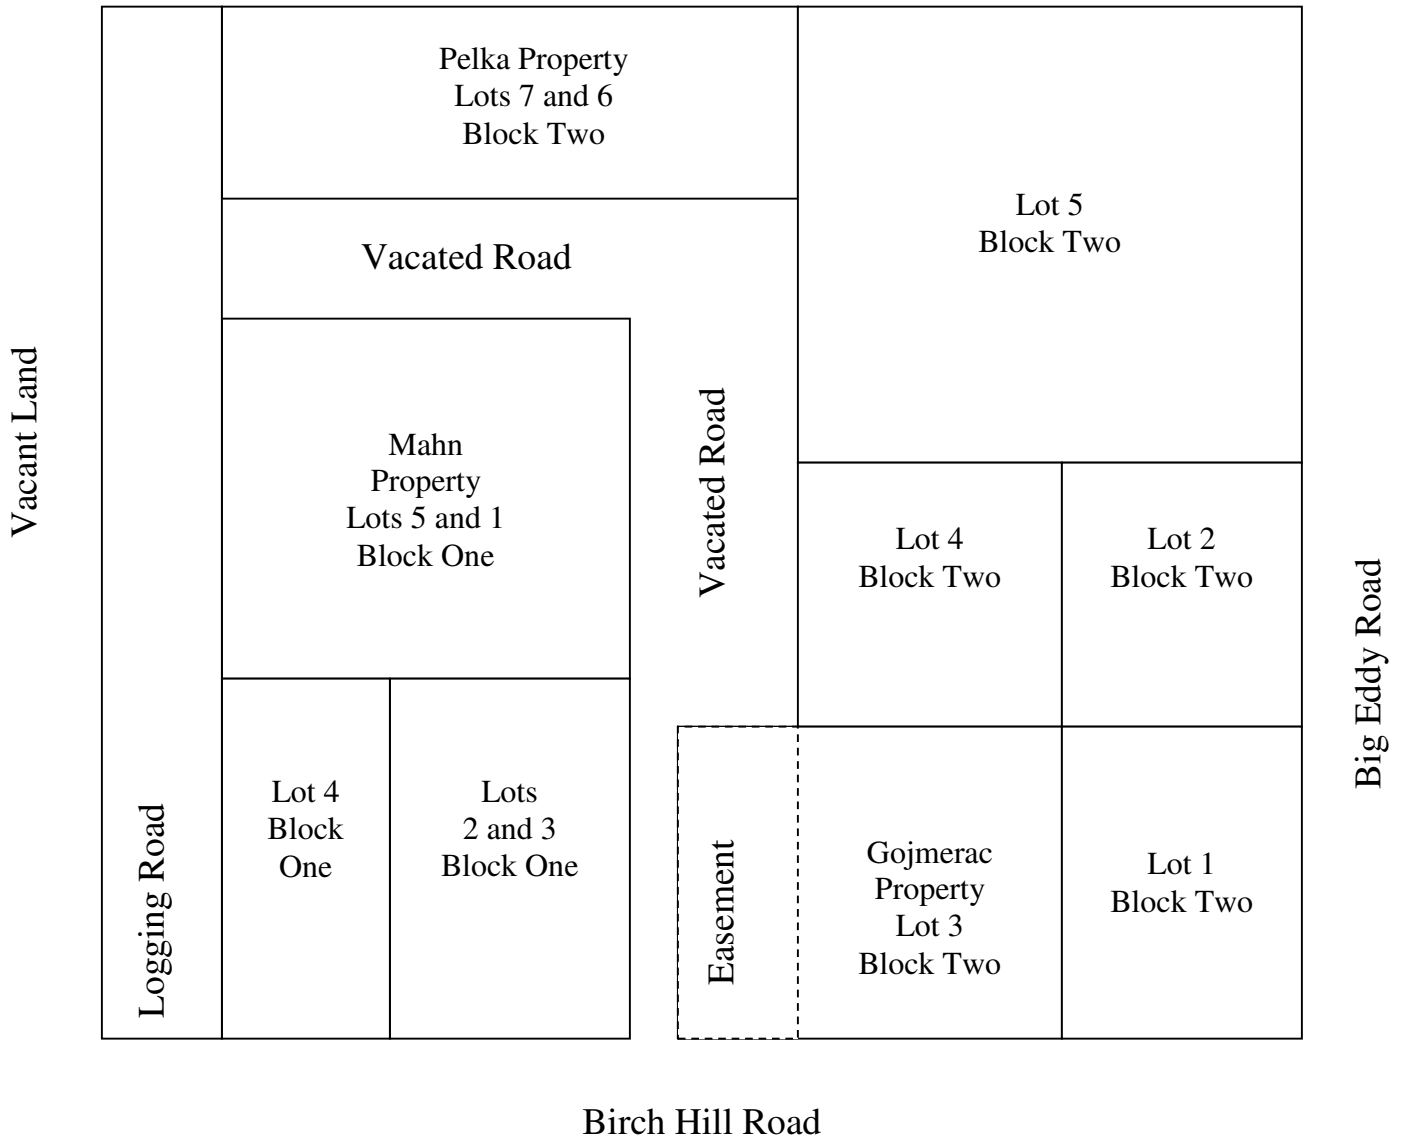 Pelka Property
Lots 7 and 6
Block Two
Lot 5
Block Two
Vacated Road
Vacant Land
Mahn
Property
Lots 5 and 1
Block One
Vacated Road
Lot 4
Block Two
Lot 2
Block Two
Big Eddy Road
Logging Road
Lot 4
Block
One
Lots
2 and 3
Block One
Easement
Gojmerac
Property
Lot 3
Block Two
Lot 1
Block Two
Birch Hill Road